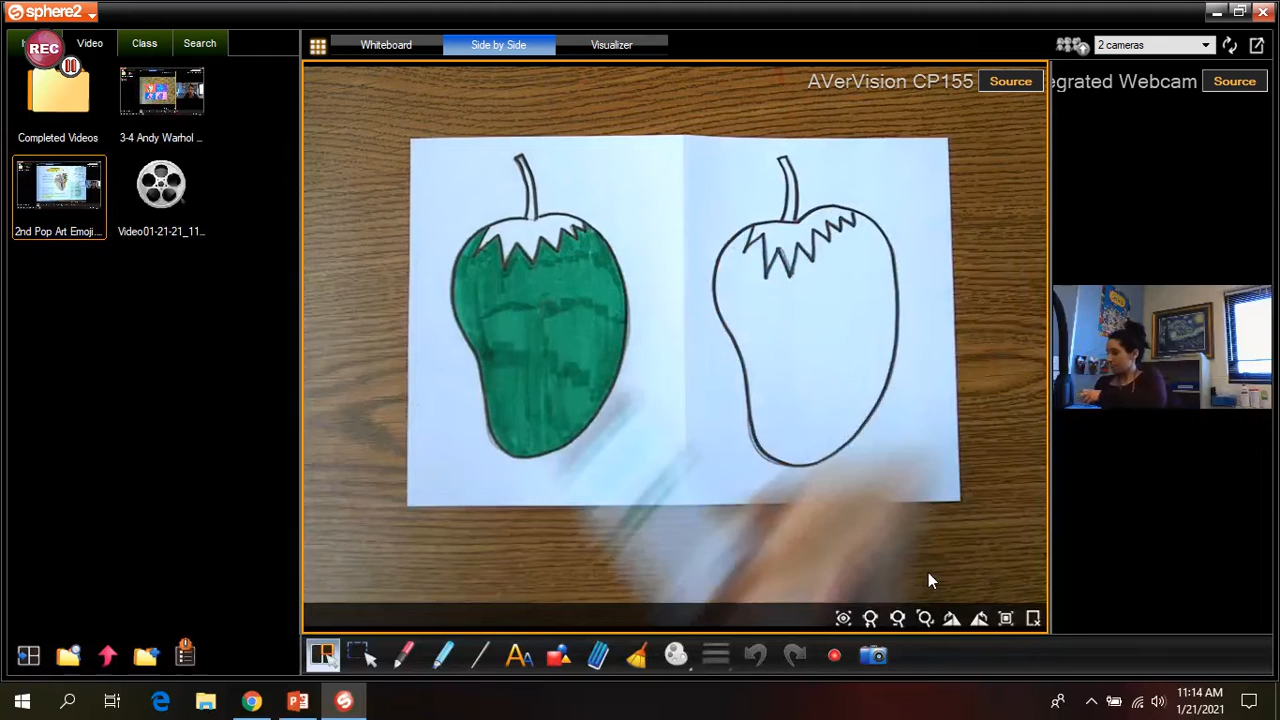 sphere2
REC
Video
Class
Search
Whiteboard
Side by Side
Visualizer
2 cameras
Completed Videos
3-4 Andy Warhol ...
2nd Pop Art Emoji...
Video01-21-21_11...
AVerVision CP155
Source
egrated Webcam
Source
11:14 AM
1/21/2021